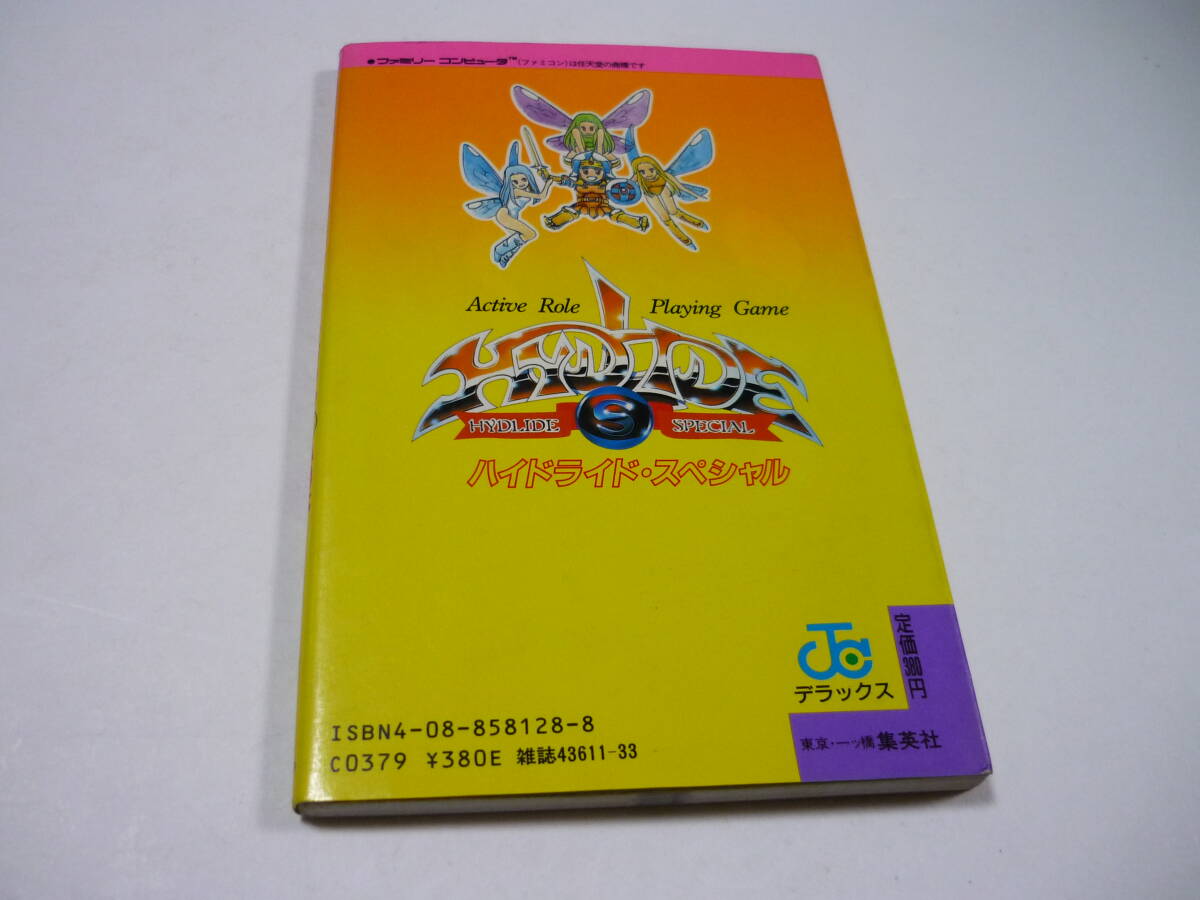 ●ファミリー コンピュータ™(ファミコン)は任天堂の商標です
Active Role Playing Game
HYDLIDE
HYDLIDE S SPECIAL
ハイドライド・スペシャル
JC
デラックス
定価380円
ISBN4-08-858128-8
C0379 ¥380E 雑誌43611-33
東京・一ツ橋 集英社